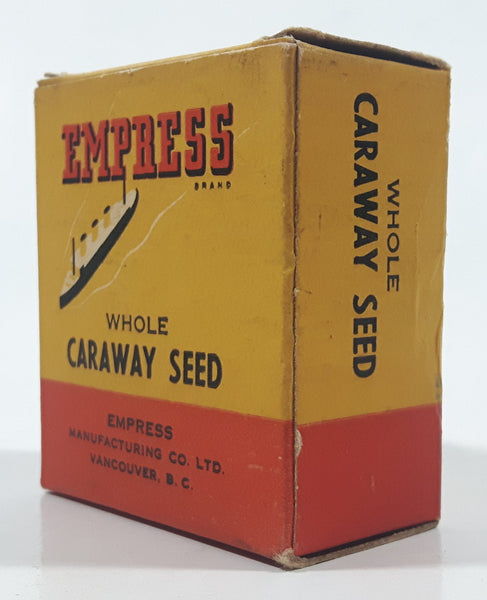 EMPRESS
BRAND
WHOLE
CARAWAY SEED
EMPRESS
MANUFACTURING CO. LTD.
VANCOUVER, B. C.
WHOLE
CARAWAY SEED